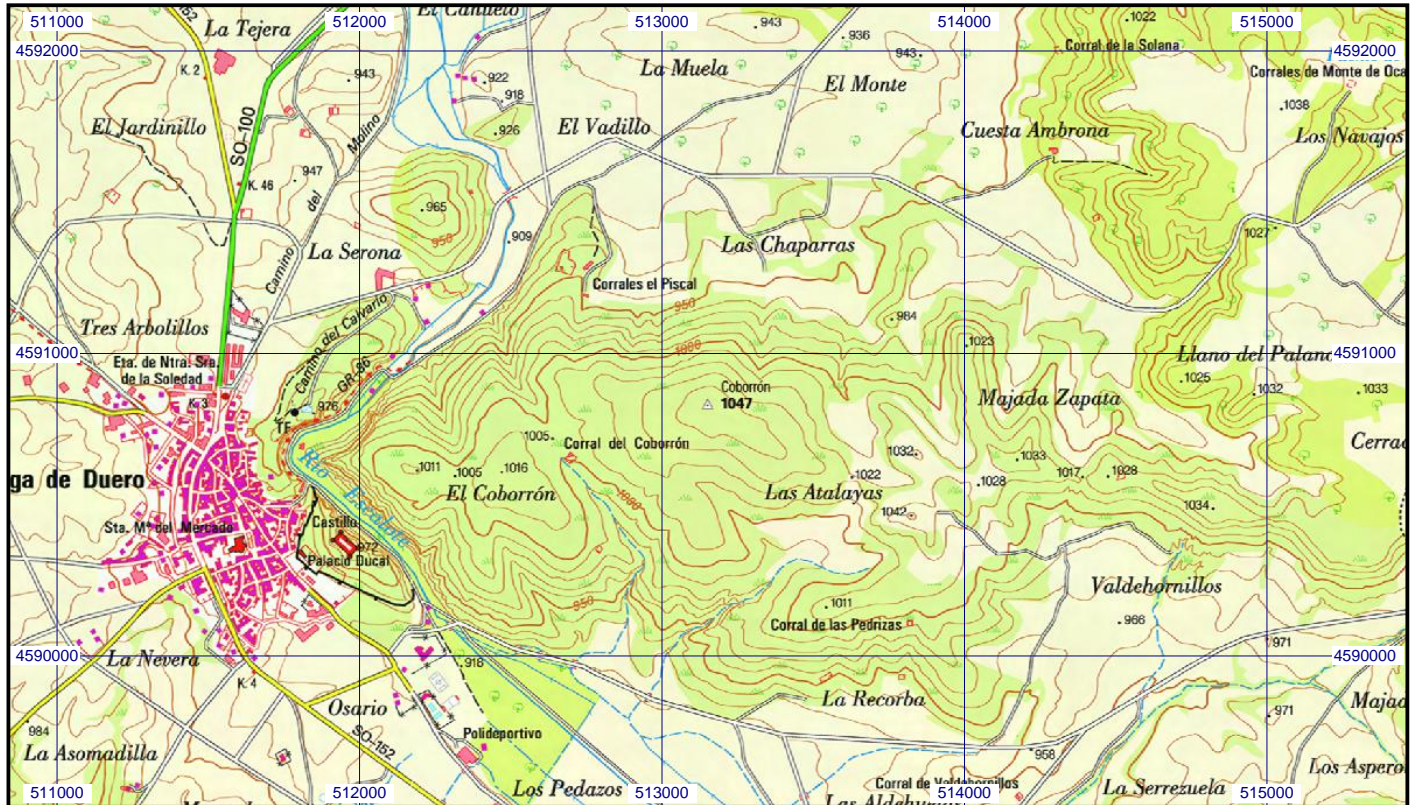 511000
512000
513000
514000
515000
El Cañuelo
943
1022
La Tejera
936
943
Corral de la Solana
4592000
4592000
K. 2
943
922
La Muela
Corrales de Monte de Oca
El Monte
918
1038
El Jardinillo
SO-100
Molino
926
El Vadillo
Cuesta Ambrona
Los Navajos
947
K. 46
del
965
950
909
1027
La Serona
Las Chaparras
Camino
Corrales el Piscal
950
984
Tres Arbolillos
Camino del Calvario
1000
1023
4591000
4591000
Eta. de Ntra. Sra.
de la Soledad
GR-86
Llano del Palanc
1025
1032
1033
Coborrón
1047
K. 3
976
Majada Zapata
T.F.
1005
Corral del Coborrón
1032
1033
Cerrad
1011
1005
1016
1022
1017
1028
ga de Duero
Río Escalote
El Coborrón
Las Atalayas
1028
1000
1034
Sta. Mª del Mercado
Castillo
1042
972
Palacio Ducal
Valdehornillos
950
1011
966
Corral de las Pedrizas
971
4590000
4590000
La Nevera
918
K. 4
La Recorba
Majad
Osario
984
971
La Asomadilla
SO-152
Polideportivo
958
Los Aspero
Los Pedazos
Corral de Valdehornillos
La Serrezuela
511000
512000
513000
514000
515000